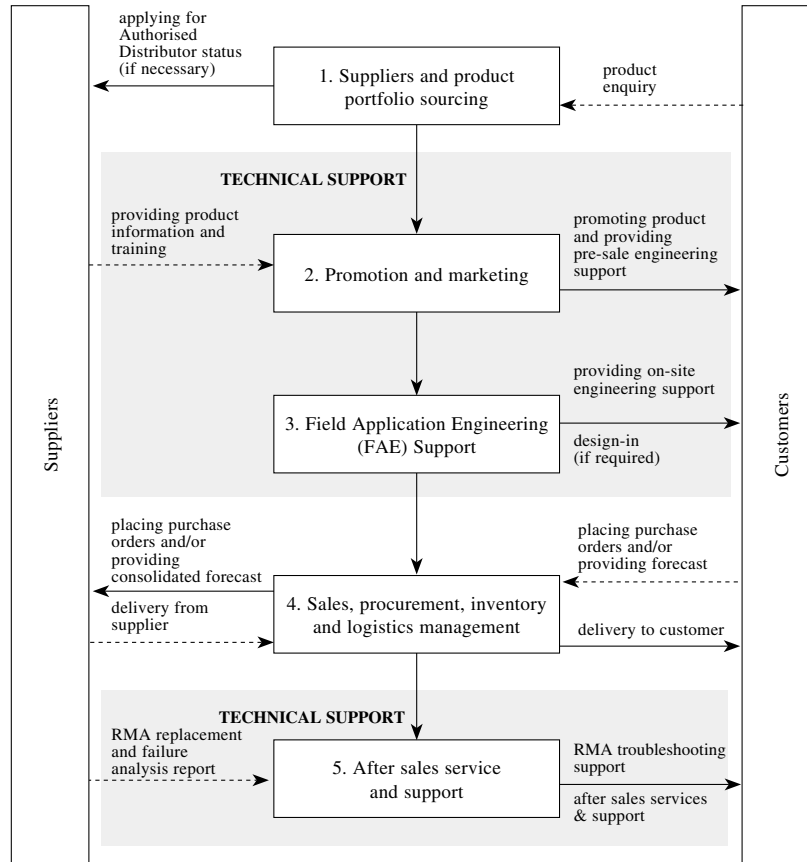 applying for
Authorised
Distributor status
(if necessary)
1. Suppliers and product
portfolio sourcing
product
enquiry
TECHNICAL SUPPORT
providing product
information and
training
2. Promotion and marketing
promoting product
and providing
pre-sale engineering
support
Suppliers
Customers
3. Field Application Engineering
(FAE) Support
providing on-site
engineering support
design-in
(if required)
placing purchase
orders and/or
providing
consolidated forecast
delivery from
supplier
4. Sales, procurement, inventory
and logistics management
placing purchase
orders and/or
providing forecast
delivery to customer
TECHNICAL SUPPORT
RMA replacement
and failure
analysis report
5. After sales service
and support
RMA troubleshooting
support
after sales services
& support